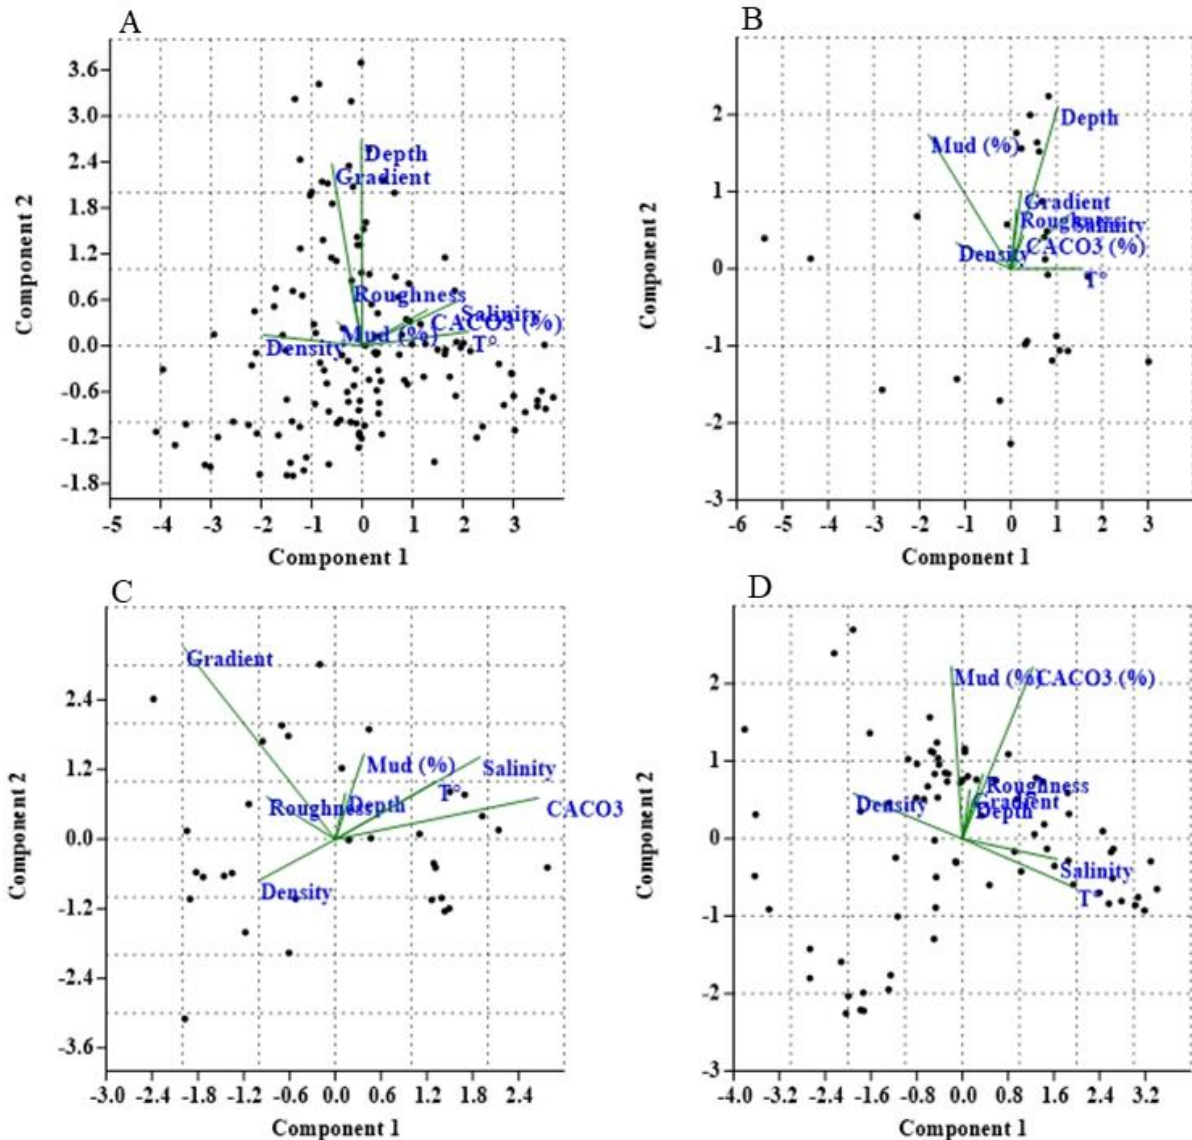 A
3.6
3.0
2.4
1.8
1.2
0.6
0.0
-0.6
-1.2
-1.8
Component 2
Depth
Gradient
Roughness
Salinity
CACO3 (%)
Mud (%)
T°
Density
-5 -4 -3 -2 -1 0 1 2 3
Component 1
B
2
1
0
-1
-2
-3
Component 2
Depth
Mud (%)
Gradient
Roughness
Salinity
CACO3 (%)
Density
T°
-6 -4 -3 -2 -1 0 1 2 3
Component 1
C
2.4
1.2
0.0
-1.2
-2.4
-3.6
Component 2
Gradient
Mud (%)
Salinity
T°
Roughness
Depth
CACO3
Density
-3.0 -2.4 -1.8 -1.2 -0.6 0.0 0.6 1.2 1.8 2.4
Component 1
D
2
1
0
-1
-2
-3
Component 2
Mud (%)
CACO3 (%)
Roughness
Density
Gradient
Depth
Salinity
T°
-4.0 -2.4 -1.6 -0.8 0.0 0.8 1.6 2.4 3.2
Component 1